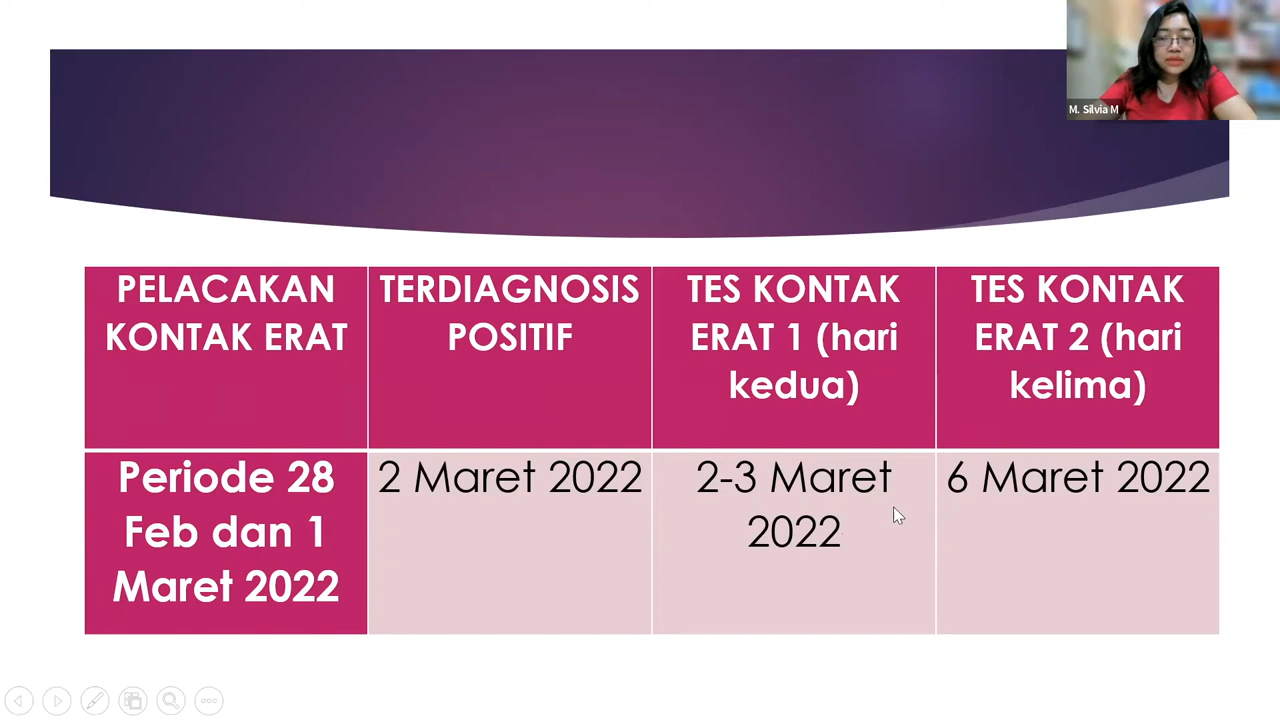 M. Silvia M
PELACAKAN
KONTAK ERAT
TERDIAGNOSIS
POSITIF
TES KONTAK
ERAT 1 (hari
kedua)
TES KONTAK
ERAT 2 (hari
kelima)
Periode 28
Feb dan 1
Maret 2022
2 Maret 2022
2-3 Maret
2022
6 Maret 2022